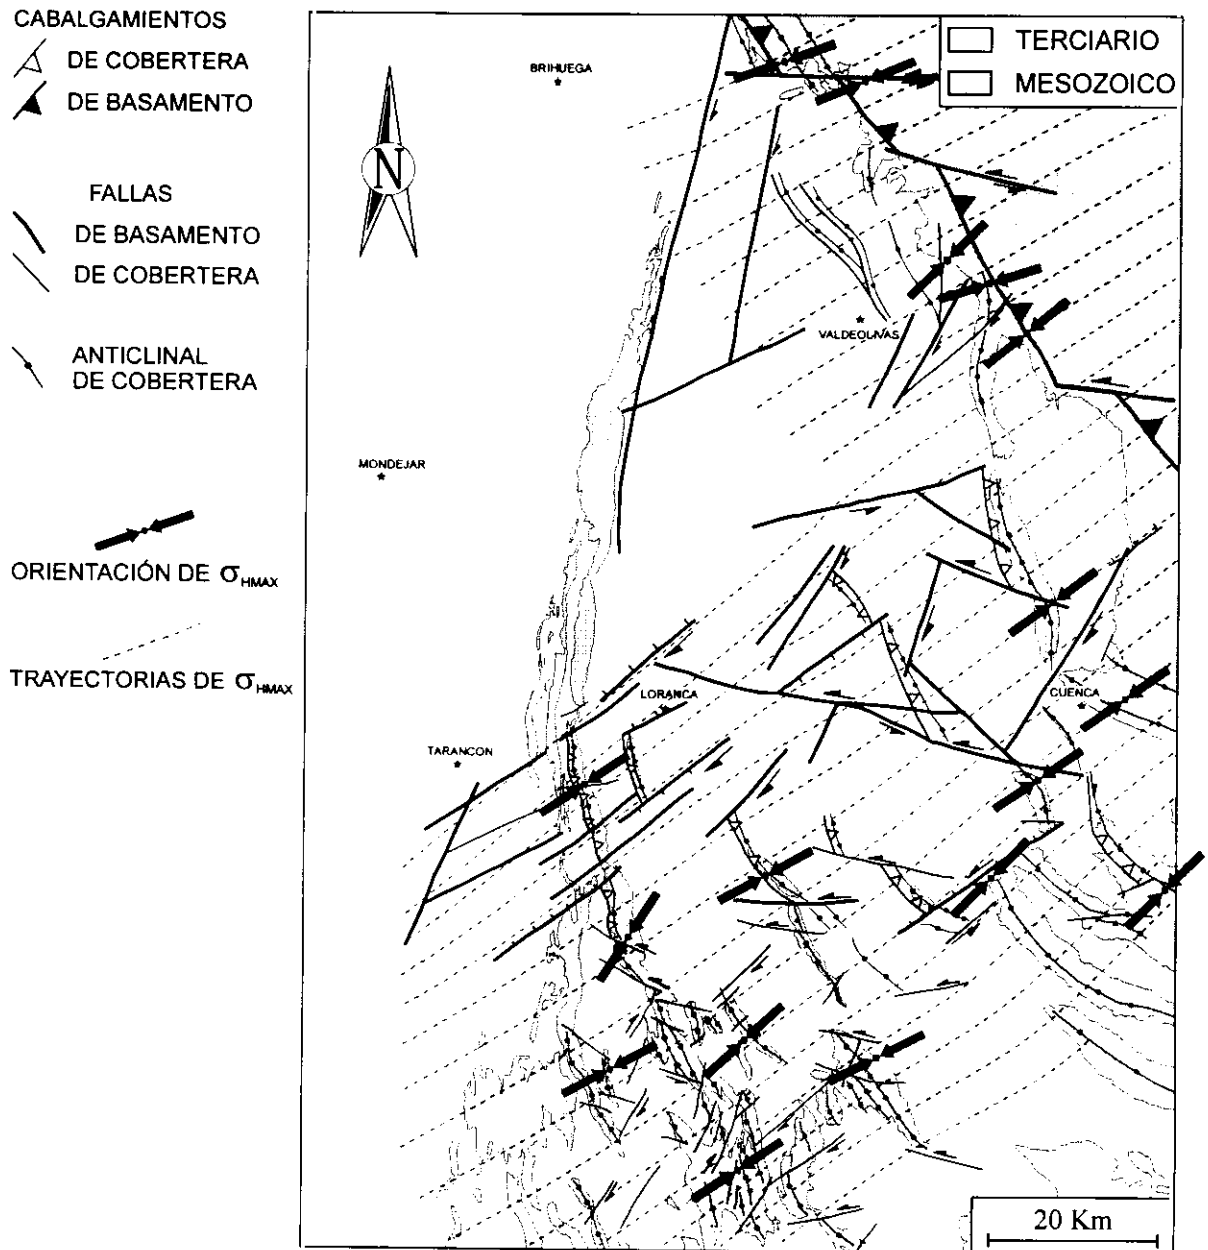 CABALGAMIENTOS
DE COBERTERA
DE BASAMENTO
FALLAS
DE BASAMENTO
DE COBERTERA
ANTICLINAL
DE COBERTERA
ORIENTACIÓN DE σHMAX
TRAYECTORIAS DE σHMAX
TERCIARIO
MESOZOICO
BRIHUEGA
N
VALDEOLIVAS
MONDEJAR
LORANCA
CUENCA
TARANCON
20 Km